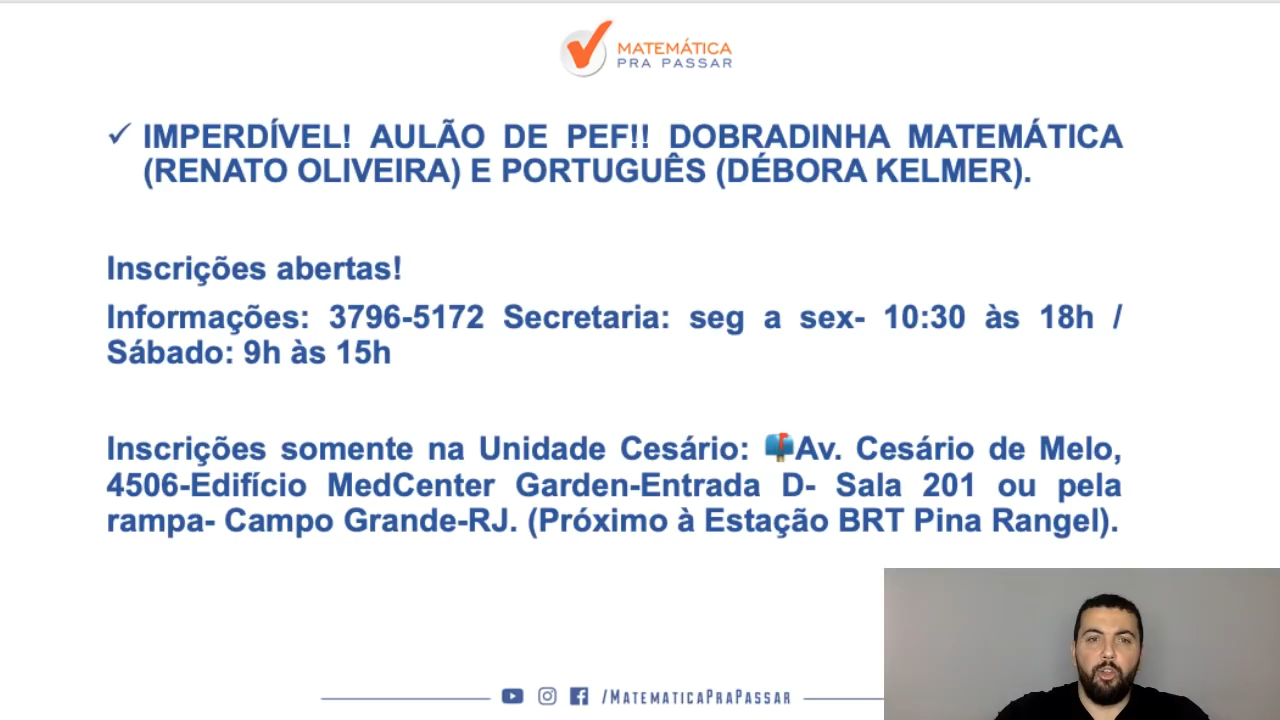 MATEMÁTICA
PRA PASSAR
✓ IMPERDÍVEL! AULÃO DE PEF!! DOBRADINHA MATEMÁTICA
(RENATO OLIVEIRA) E PORTUGUÊS (DÉBORA KELMER).
Inscrições abertas!
Informações: 3796-5172 Secretaria: seg a sex- 10:30 às 18h /
Sábado: 9h às 15h
Inscrições somente na Unidade Cesário: 📫Av. Cesário de Melo,
4506-Edifício MedCenter Garden-Entrada D- Sala 201 ou pela
rampa- Campo Grande-RJ. (Próximo à Estação BRT Pina Rangel).
/MATEMATICAPRAPASSAR